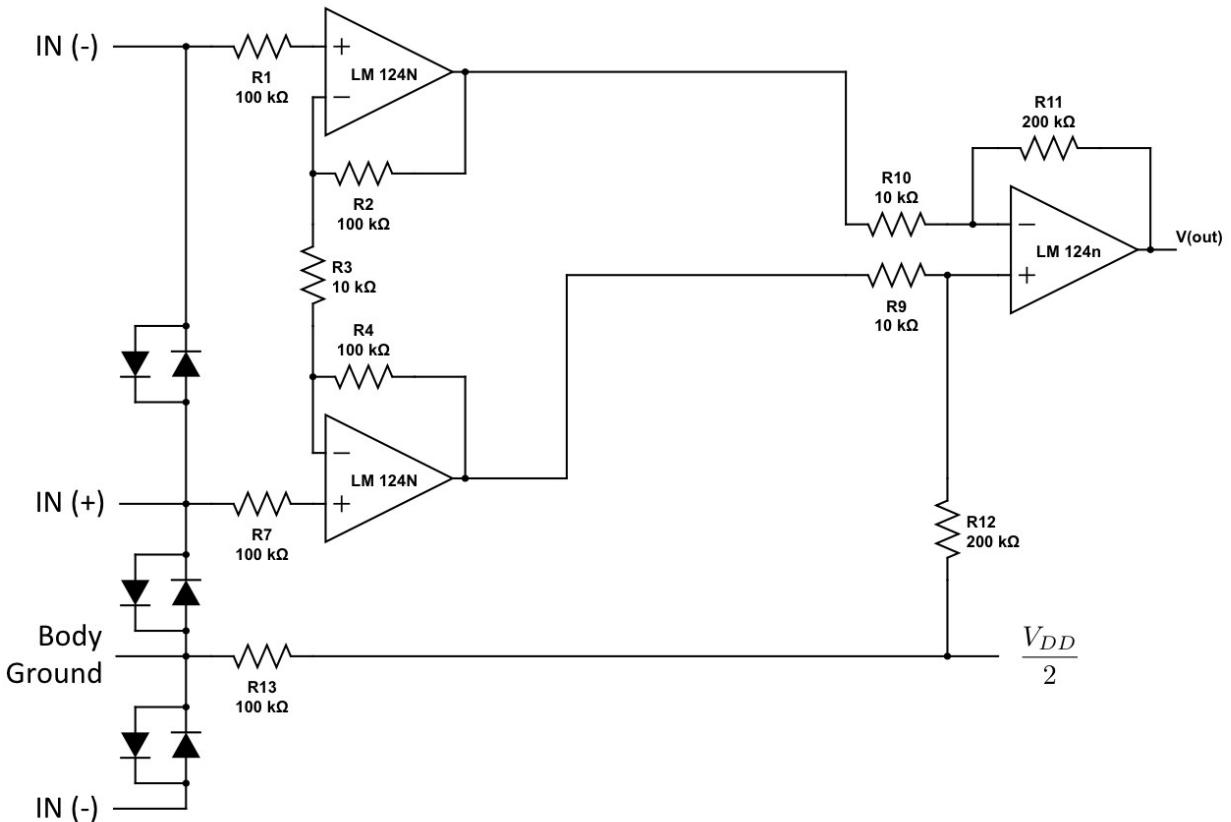 IN (-)
R1
100 kΩ
LM 124N
R2
100 kΩ
R3
10 kΩ
R4
100 kΩ
LM 124N
IN (+)
R7
100 kΩ
R10
10 kΩ
R11
200 kΩ
LM 124n
V(out)
R9
10 kΩ
R12
200 kΩ
Body
Ground
R13
100 kΩ
V_DD
2
IN (-)